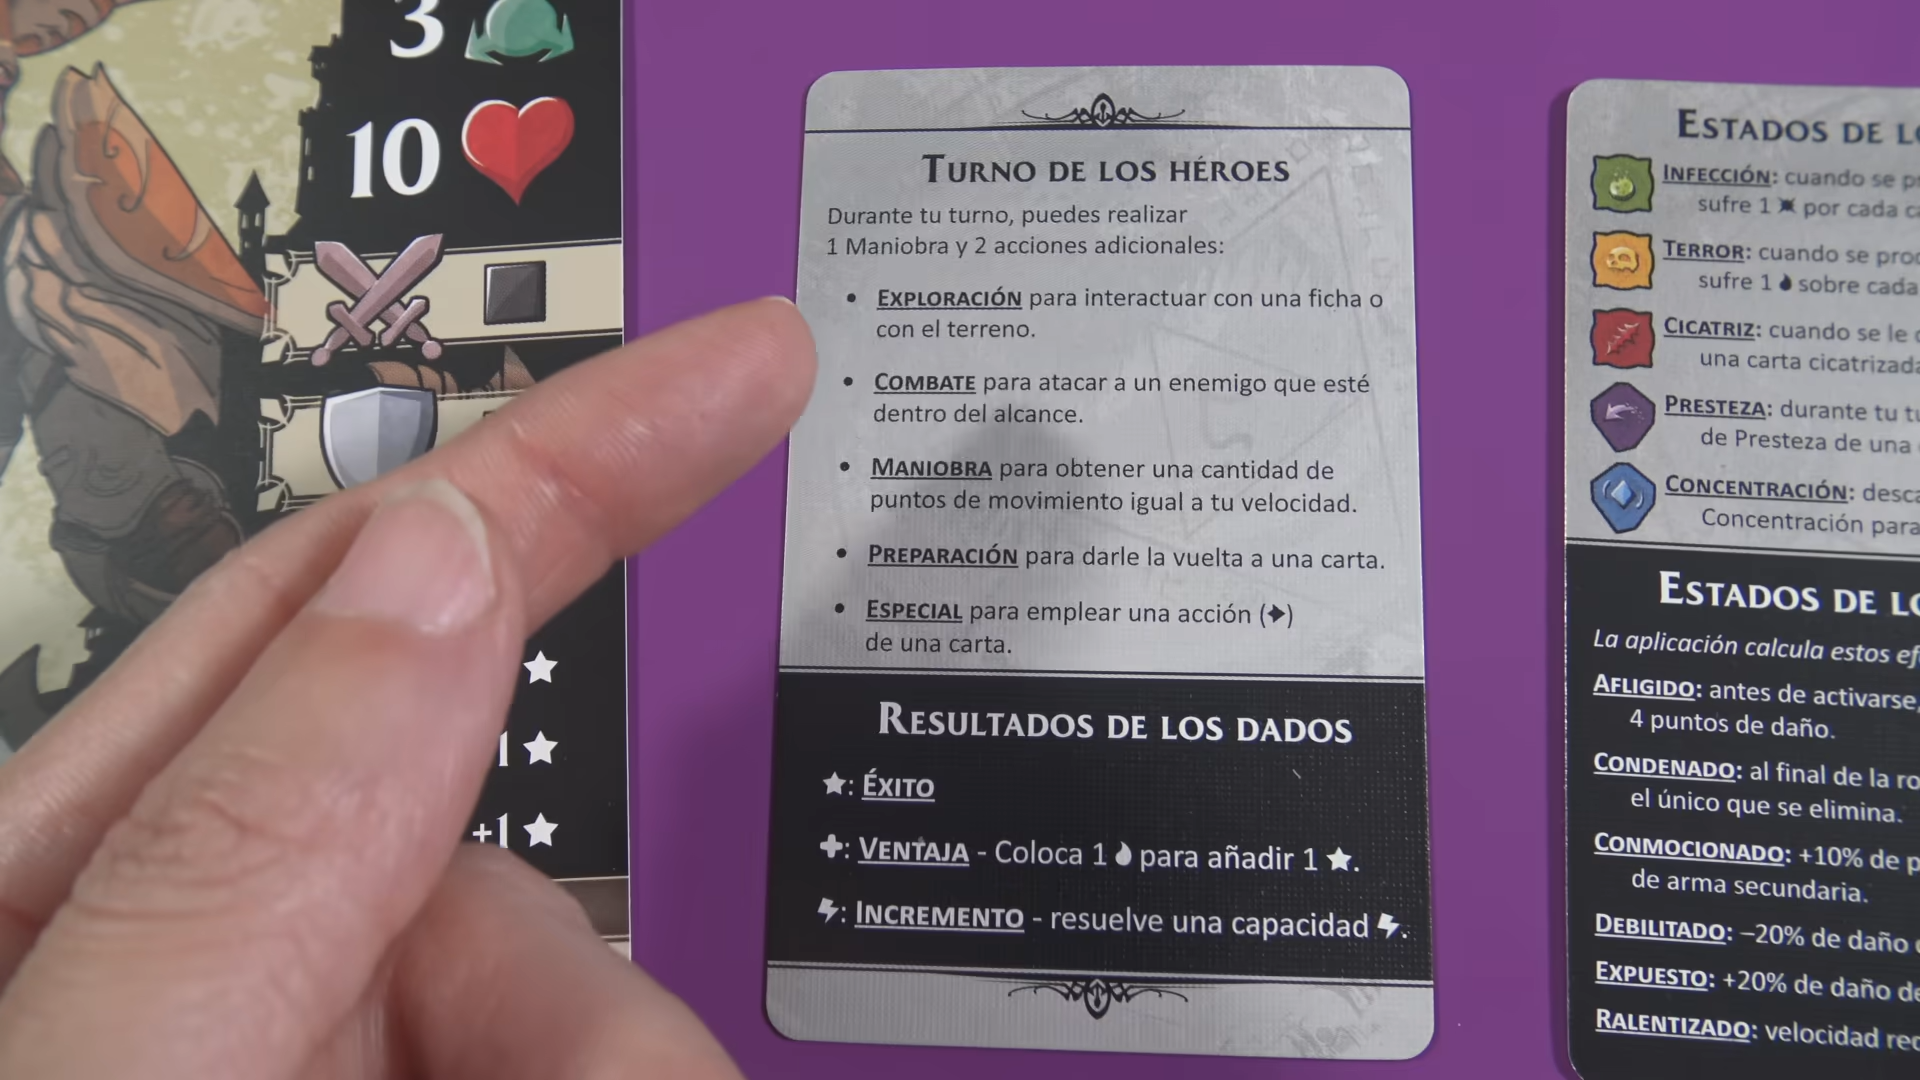 3
10
1
+1
TURNO DE LOS HÉROES
Durante tu turno, puedes realizar
1 Maniobra y 2 acciones adicionales:
• EXPLORACIÓN para interactuar con una ficha o
con el terreno.
• COMBATE para atacar a un enemigo que esté
dentro del alcance.
• MANIOBRA para obtener una cantidad de
puntos de movimiento igual a tu velocidad.
• PREPARACIÓN para darle la vuelta a una carta.
• ESPECIAL para emplear una acción (✦)
de una carta.
RESULTADOS DE LOS DADOS
★: ÉXITO
✚: VENTAJA - Coloca 1 para añadir 1 ★.
⚡: INCREMENTO - resuelve una capacidad ⚡.
ESTADOS DE
INFECCIÓN: cuando se
sufre 1 por cada
TERROR: cuando se
sufre 1 sobre cada
CICATRIZ: cuando se le
una carta cicatrizada
PRESTEZA: durante tu
de Presteza de una
CONCENTRACIÓN:
Concentración para
ESTADOS DE
La aplicación calcula estos
AFLIGIDO: antes de activarse,
4 puntos de daño.
CONDENADO: al final de la
el único que se elimina.
CONMOCIONADO: +10% de
de arma secundaria.
DEBILITADO: –20% de daño
EXPUESTO: +20% de daño
RALENTIZADO: velocidad